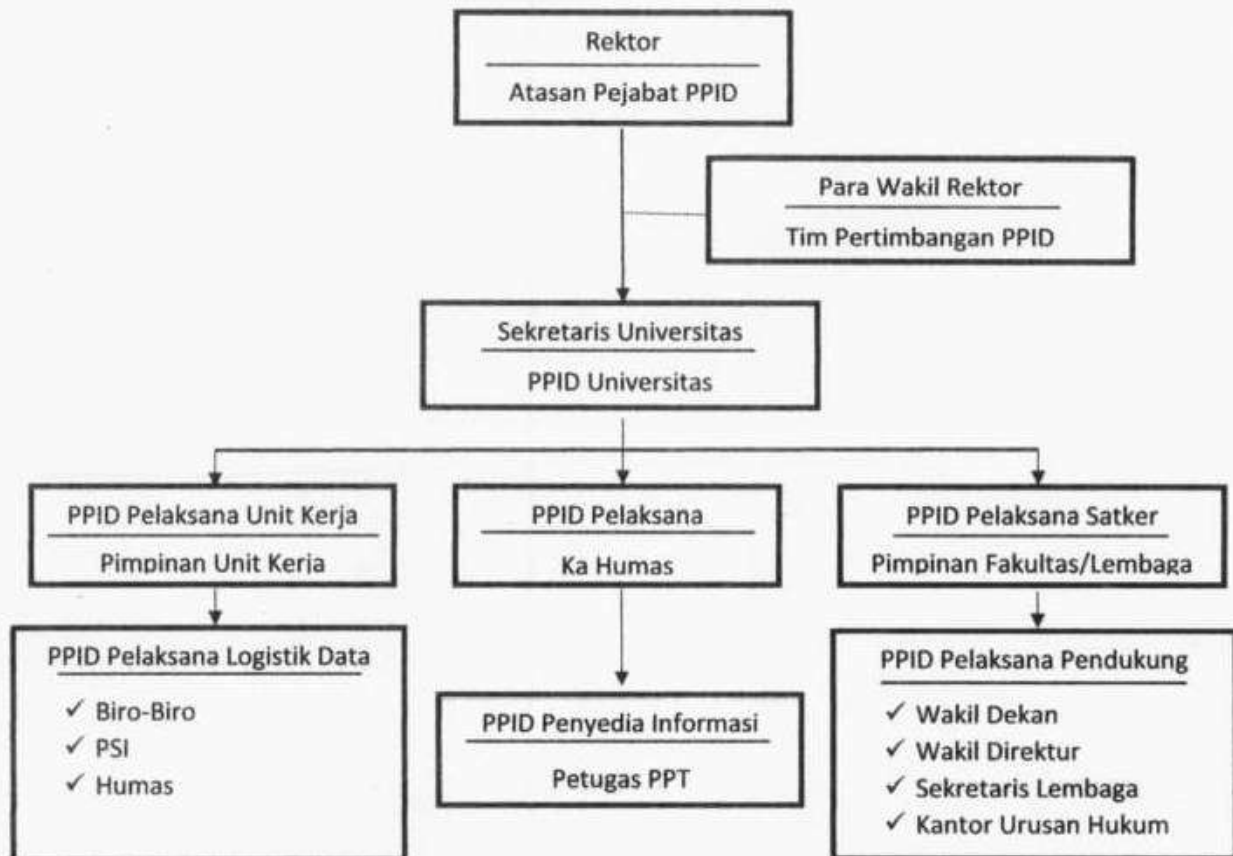 Rektor
Atasan Pejabat PPID
Para Wakil Rektor
Tim Pertimbangan PPID
Sekretaris Universitas
PPID Universitas
PPID Pelaksana Unit Kerja
Pimpinan Unit Kerja
PPID Pelaksana
Ka Humas
PPID Pelaksana Satker
Pimpinan Fakultas/Lembaga
PPID Pelaksana Logistik Data
✓ Biro-Biro
✓ PSI
✓ Humas
PPID Penyedia Informasi
Petugas PPT
PPID Pelaksana Pendukung
✓ Wakil Dekan
✓ Wakil Direktur
✓ Sekretaris Lembaga
✓ Kantor Urusan Hukum